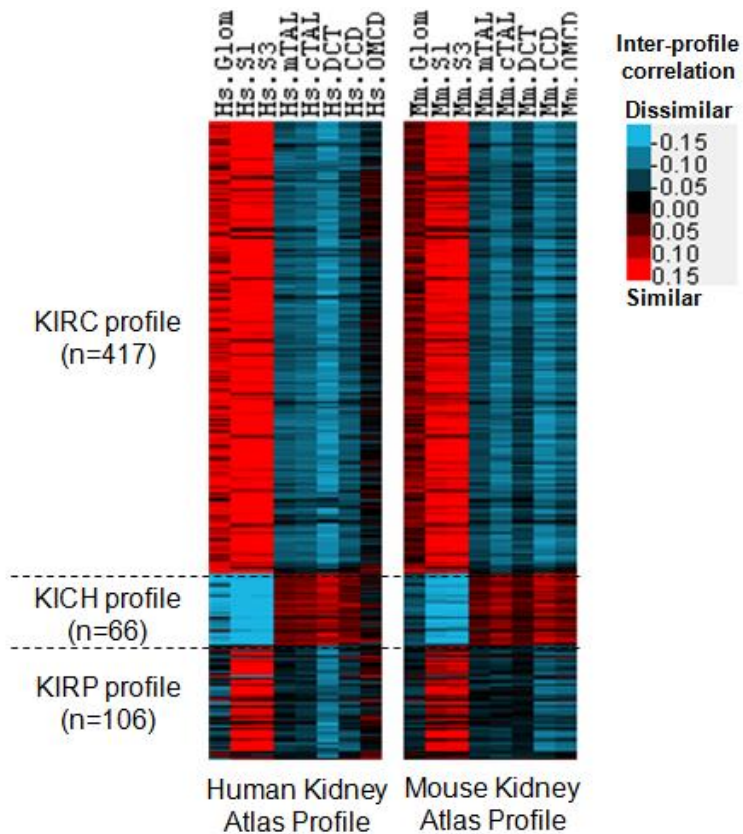 Hs.Glom
Hs.S1
Hs.S3
Hs.mTAL
Hs.cTAL
Hs.DCT
Hs.CCD
Hs.OMCD
Mm.Glom
Mm.S1
Mm.S3
Mm.mTAL
Mm.cTAL
Mm.DCT
Mm.CCD
Mm.OMCD
Inter-profile
correlation
Dissimilar
-0.15
-0.10
-0.05
0.00
0.05
0.10
0.15
Similar
KIRC profile
(n=417)
KICH profile
(n=66)
KIRP profile
(n=106)
Human Kidney
Atlas Profile
Mouse Kidney
Atlas Profile